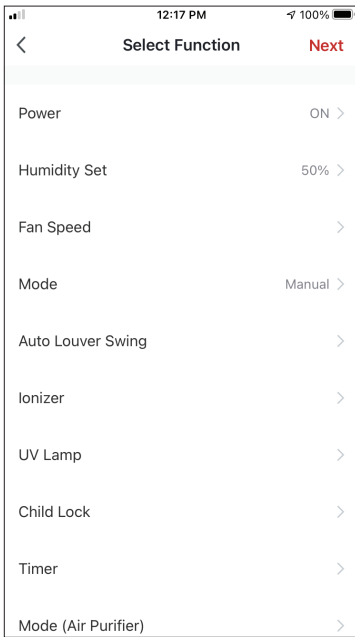 12:17 PM 100%
Select Function Next
Power ON
Humidity Set 50%
Fan Speed
Mode Manual
Auto Louver Swing
Ionizer
UV Lamp
Child Lock
Timer
Mode (Air Purifier)